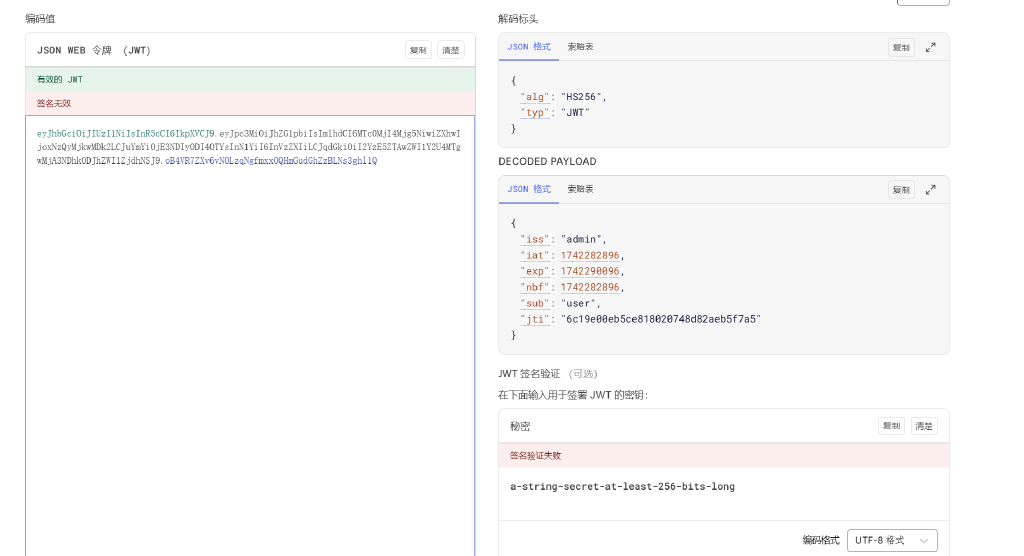 编码值
JSON WEB 令牌 （JWT）
复制
清楚
有效的 JWT
签名无效
eyJhbGciOiJIUzI1NiIsInR5cCI6IkpXVCJ9.eyJpc3MiOiJhZG1pbiIsImlhdCI6MTc0MjI4Mjg5NiwiZXhwI
joxNzQyMjkwMDk2LCJuYmYiOjE3NDIyODI4OTYsInN1YiI6InVzZXIiLCJqdGkiOiI2YzE5ZTAwZWI1Y2U4MTg
wMjA3NDhkODJhZWI1ZjdhNSJ9.
解码标头
JSON 格式
索赔表
复制
{
"alg": "HS256",
"typ": "JWT"
}
DECODED PAYLOAD
JSON 格式
索赔表
复制
{
"iss": "admin",
"iat": 1742282896,
"exp": 1742290096,
"nbf": 1742282896,
"sub": "user",
"jti": "6c19e00eb5ce818020748d82aeb5f7a5"
}
JWT 签名验证 （可选）
在下面输入用于签署 JWT 的密钥：
秘密
复制
清楚
签名验证失败
a-string-secret-at-least-256-bits-long
编码格式
UTF-8 格式